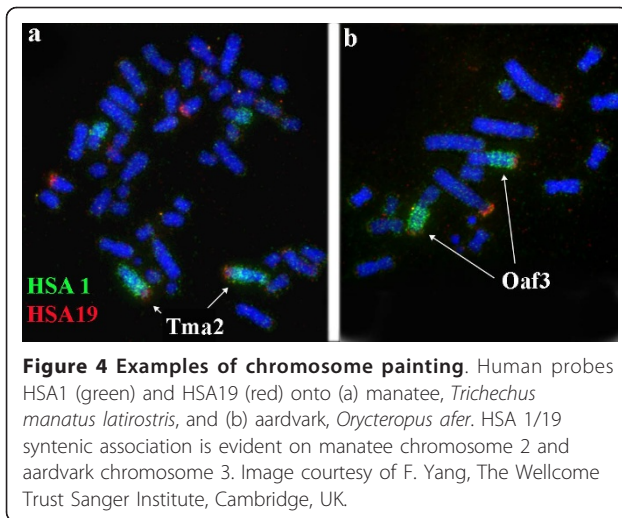 a
b
HSA 1
HSA19
Tma2
Oaf3
Figure 4 Examples of chromosome painting. Human probes
HSA1 (green) and HSA19 (red) onto (a) manatee, Trichechus
manatus latirostris, and (b) aardvark, Orycteropus afer. HSA 1/19
syntenic association is evident on manatee chromosome 2 and
aardvark chromosome 3. Image courtesy of F. Yang, The Wellcome
Trust Sanger Institute, Cambridge, UK.